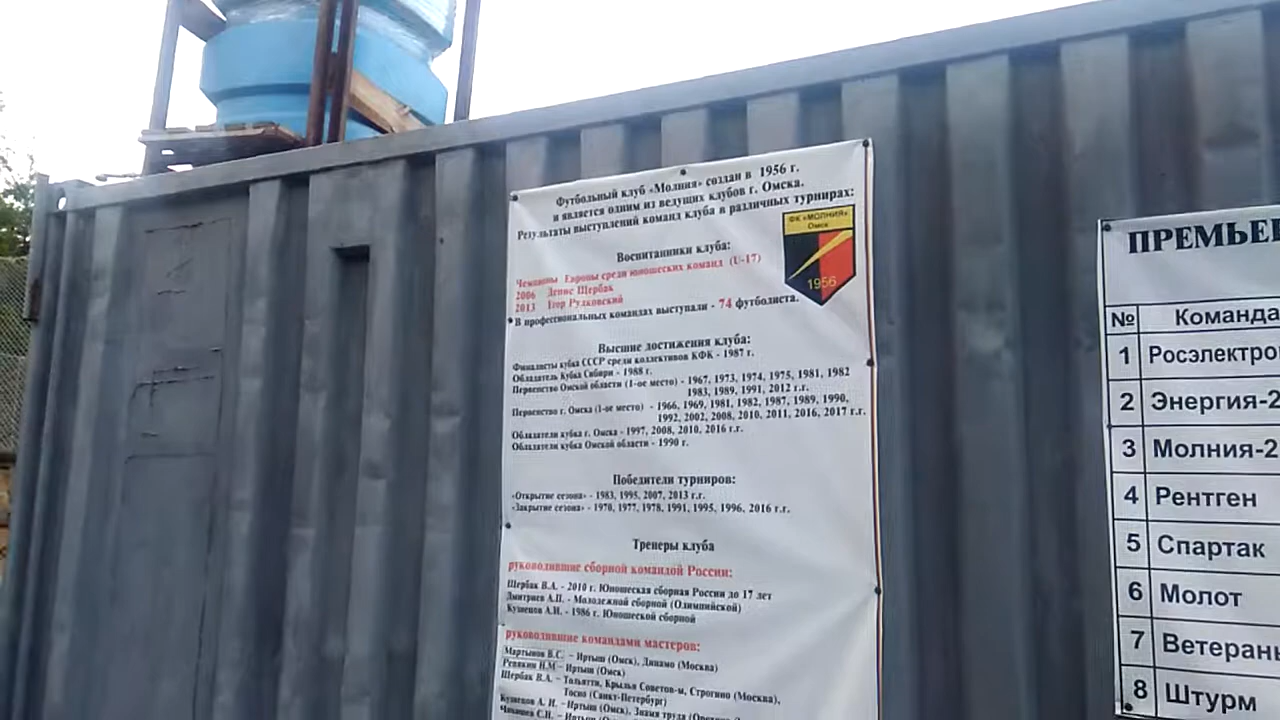 Футбольный клуб «Молния» создан в 1956 г.
и является одним из ведущих клубов г. Омска.
Результаты выступлений команд клуба в различных турнирах:
ФК «МОЛНИЯ»
Омск
1956
Воспитанники клуба:
Чемпионы Европы среди юношеских команд (U-17)
2006 Денис Щербак
2013 Егор Рудковский
В профессиональных командах выступали - 74 футболиста.
Высшие достижения клуба:
Финалисты кубка СССР среди коллективов КФК - 1987 г.
Обладатель Кубка Сибири - 1988 г.
Первенство Омской области (1-ое место) - 1967, 1973, 1974, 1975, 1981, 1982
1983, 1989, 1991, 2012 г.г.
Первенство г. Омска (1-ое место) - 1966, 1969, 1981, 1982, 1987, 1989, 1990,
1992, 2002, 2008, 2010, 2011, 2016, 2017 г.г.
Обладатели кубка г. Омска - 1997, 2008, 2010, 2016 г.г.
Обладатели кубка Омской области - 1990 г.
Победители турниров:
«Открытие сезона» - 1983, 1995, 2007, 2013 г.г.
«Закрытие сезона» - 1970, 1977, 1978, 1991, 1995, 1996, 2016 г.г.
Тренеры клуба
руководившие сборной командой России:
Щербак В.А. - 2010 г. Юношеская сборная России до 17 лет
Дмитриев А.П. - Молодежной сборной (Олимпийской)
Кузнецов А.И. - 1986 г. Юношеской сборной
руководившие командами мастеров:
Мартынов В.С. – Иртыш (Омск), Динамо (Москва)
Ревякин Н.М – Иртыш (Омск)
Щербак В.А. – Тольятти, Крылья Советов-м, Строгино (Москва),
Тосно (Санкт-Петербург)
Кузнецов А. И. – Иртыш (Омск), Знамя труда
С.Н. – Иртыш
ПРЕМЬЕ
№ Команда
1 Росэлектро
2 Энергия-2
3 Молния-2
4 Рентген
5 Спартак
6 Молот
7 Ветеран
8 Штурм